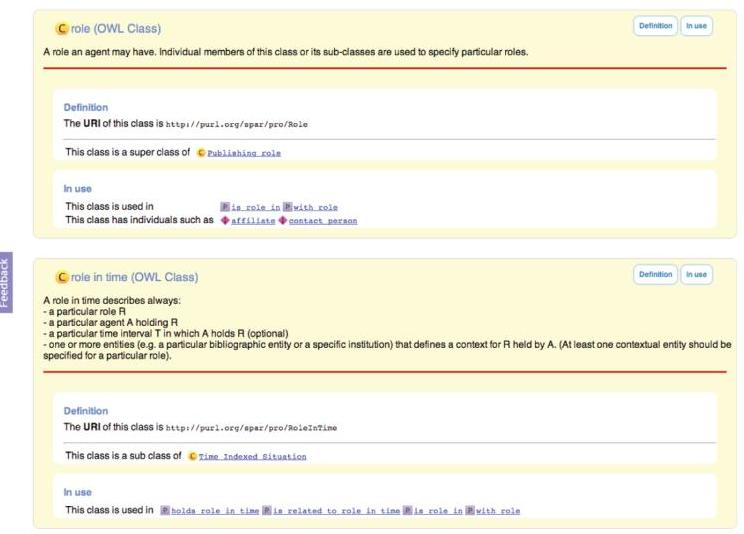 C role (OWL Class)
Definition In use
A role an agent may have. Individual members of this class or its sub-classes are used to specify particular roles.
Definition
The URI of this class is http://purl.org/spar/pro/Role
This class is a super class of C Publishing role
In use
This class is used in P is role in P with role
This class has individuals such as I affiliate I contact person
Feedback
C role in time (OWL Class)
Definition In use
A role in time describes always:
- a particular role R
- a particular agent A holding R
- a particular time interval T in which A holds R (optional)
- one or more entities (e.g. a particular bibliographic entity or a specific institution) that defines a context for R held by A. (At least one contextual entity should be
specified for a particular role).
Definition
The URI of this class is http://purl.org/spar/pro/RoleInTime
This class is a sub class of C Time Indexed Situation
In use
This class is used in P holds role in time P is related to role in time P is role in P with role